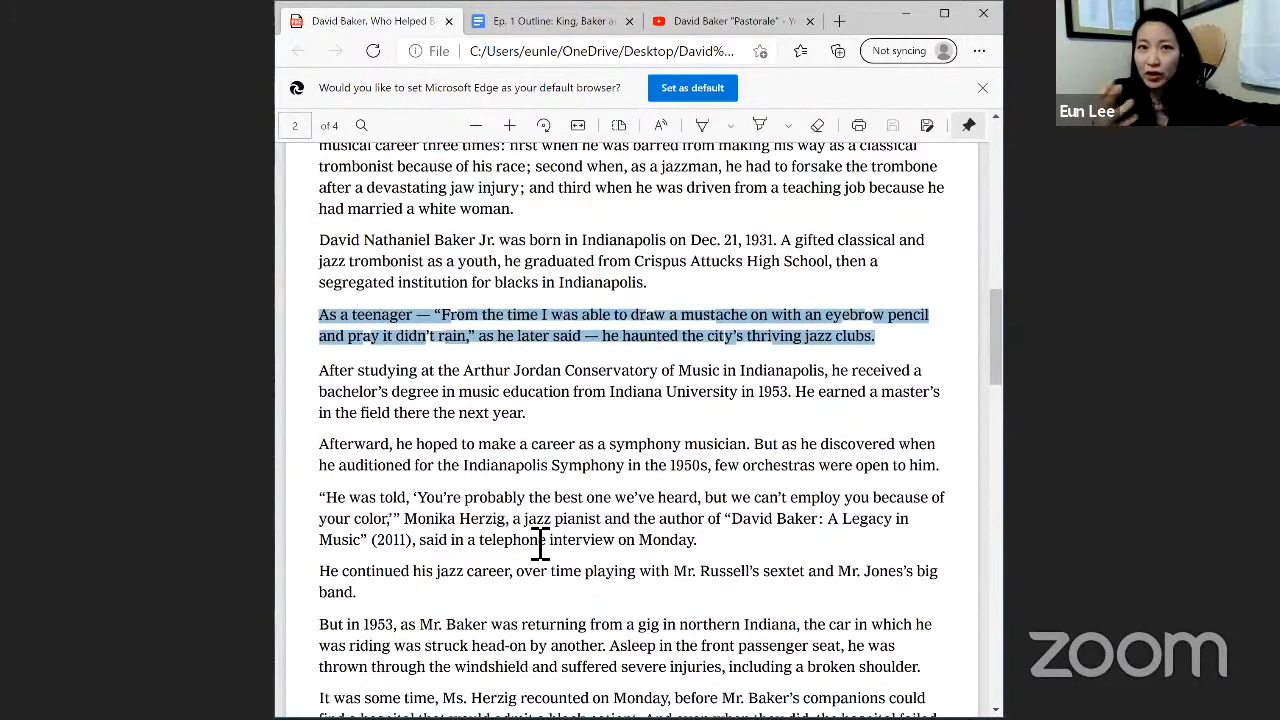 David Baker, Who Helped B
Ep. 1 Outline: King, Baker a
David Baker "Pastorale" - Y
File
C:/Users/eunle/OneDrive/Desktop/David%...
Not syncing
Would you like to set Microsoft Edge as your default browser?
Set as default
Eun Lee
2 of 4
musical career three times: first when he was barred from making his way as a classical
trombonist because of his race; second when, as a jazzman, he had to forsake the trombone
after a devastating jaw injury; and third when he was driven from a teaching job because he
had married a white woman.
David Nathaniel Baker Jr. was born in Indianapolis on Dec. 21, 1931. A gifted classical and
jazz trombonist as a youth, he graduated from Crispus Attucks High School, then a
segregated institution for blacks in Indianapolis.
As a teenager — “From the time I was able to draw a mustache on with an eyebrow pencil
and pray it didn’t rain,” as he later said — he haunted the city’s thriving jazz clubs.
After studying at the Arthur Jordan Conservatory of Music in Indianapolis, he received a
bachelor’s degree in music education from Indiana University in 1953. He earned a master’s
in the field there the next year.
Afterward, he hoped to make a career as a symphony musician. But as he discovered when
he auditioned for the Indianapolis Symphony in the 1950s, few orchestras were open to him.
“He was told, ‘You’re probably the best one we’ve heard, but we can’t employ you because of
your color,’” Monika Herzig, a jazz pianist and the author of “David Baker: A Legacy in
Music” (2011), said in a telephone interview on Monday.
He continued his jazz career, over time playing with Mr. Russell’s sextet and Mr. Jones’s big
band.
But in 1953, as Mr. Baker was returning from a gig in northern Indiana, the car in which he
was riding was struck head-on by another. Asleep in the front passenger seat, he was
thrown through the windshield and suffered severe injuries, including a broken shoulder.
It was some time, Ms. Herzig recounted on Monday, before Mr. Baker’s companions could
zoom